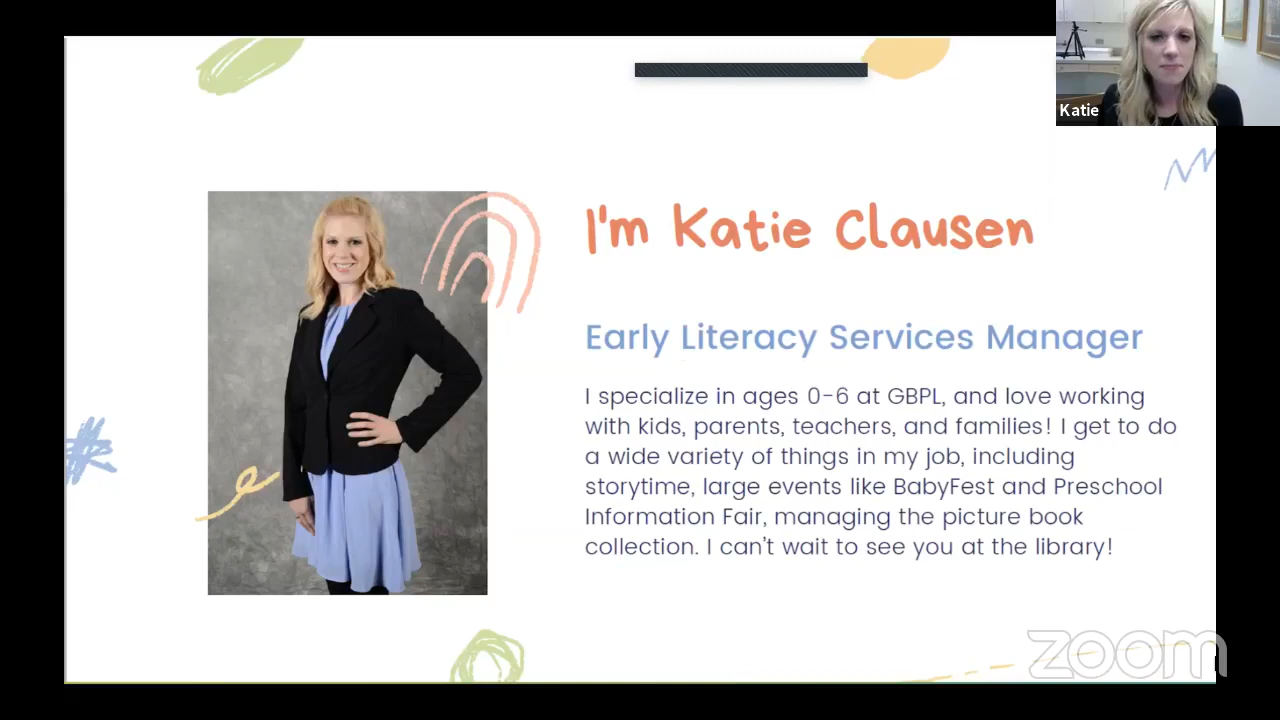 Katie
I'm Katie Clausen
Early Literacy Services Manager
I specialize in ages 0-6 at GBPL, and love working
with kids, parents, teachers, and families! I get to do
a wide variety of things in my job, including
storytime, large events like BabyFest and Preschool
Information Fair, managing the picture book
collection. I can't wait to see you at the library!
zoom